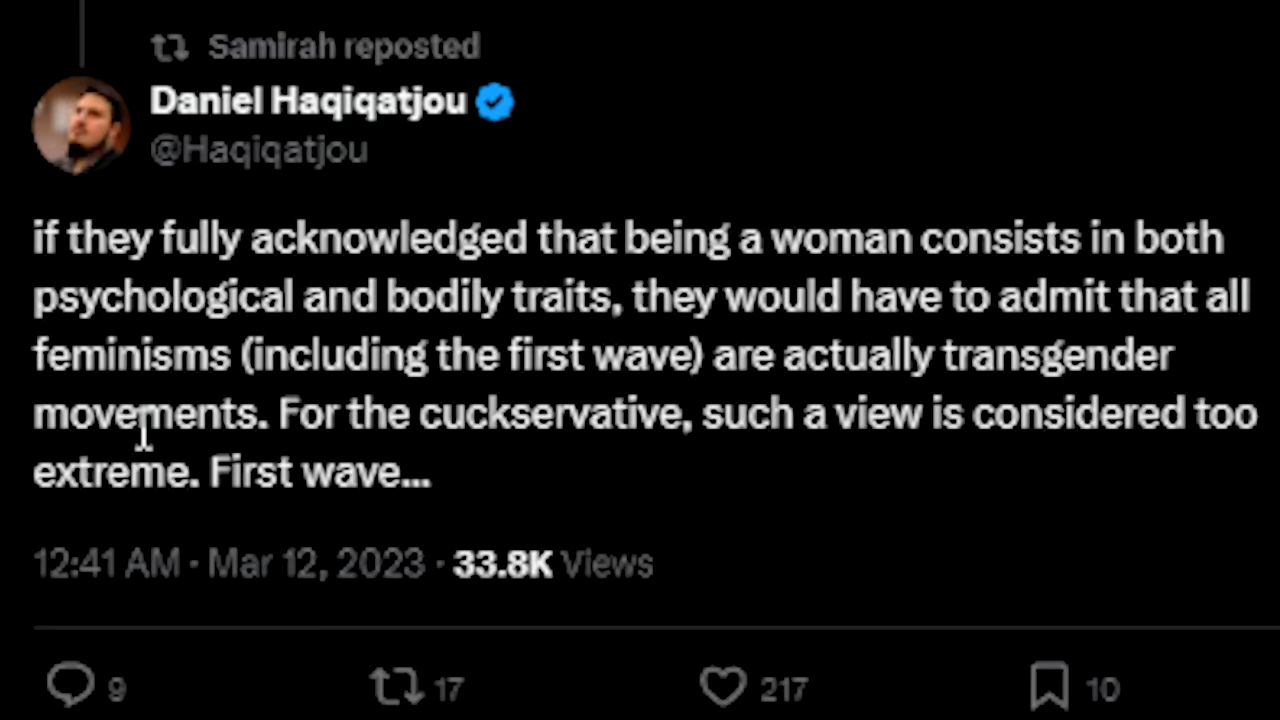 Samirah reposted
Daniel Haqiqatjou
@Haqiqatjou
if they fully acknowledged that being a woman consists in both
psychological and bodily traits, they would have to admit that all
feminisms (including the first wave) are actually transgender
movements. For the cuckservative, such a view is considered too
extreme. First wave...
12:41 AM · Mar 12, 2023 · 33.8K Views
9 17 217 10